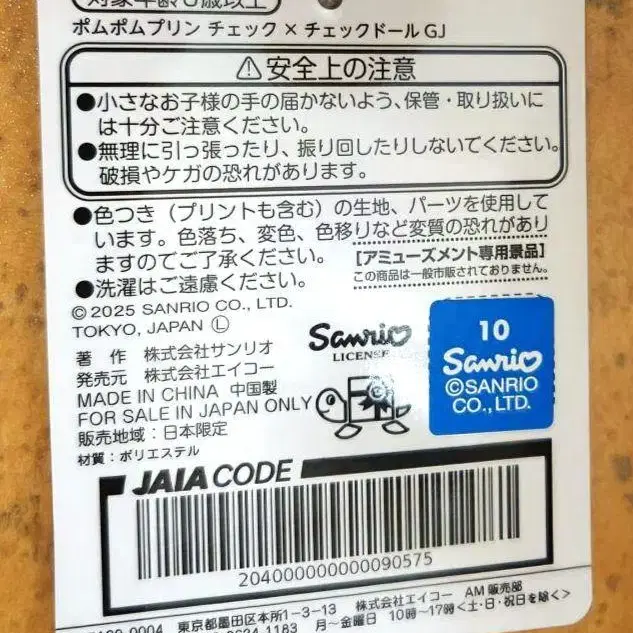 対象年齢6歳以上
ポムポムプリン チェック×チェックドールGJ
⚠安全上の注意
●小さなお子様の手の届かないよう、保管・取り扱いに
は十分ご注意ください。
●無理に引っ張ったり、振り回したりしないでください。
破損やケガの恐れがあります。
●色つき（プリントも含む）の生地、パーツを使用して
います。色落ち、変色、色移りなど変質の恐れがあり
ますのでご了承ください。
[アミューズメント専用景品]
この商品は一般市販されておりません。
●洗濯はご遠慮ください。
©2025 SANRIO CO., LTD.
TOKYO, JAPAN Ⓛ
著 作 株式会社サンリオ
発売元 株式会社エイコー
MADE IN CHINA 中国製
FOR SALE IN JAPAN ONLY
販売地域:日本限定
材質:ポリエステル
Sanrio
LICENSE
10
Sanrio
©SANRIO
CO., LTD.
JAIA CODE
2040000000000090575
株式会社エイコー AM販売部
東京都墨田区本所1-3-13
月～金曜日 10時～17時<土・日・祝日を除く>